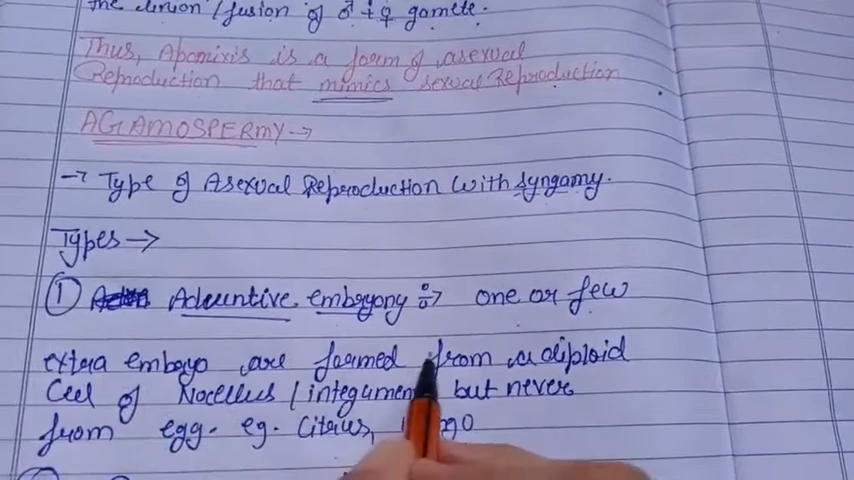 the union / fusion of ♂ + ♀ gamete.
Thus, Apomixis is a form of asexual
Reproduction that mimics sexual Reproduction
AGAMOSPERMY →
→ Type of Asexual Reproduction with syngamy.
Types →
① Adventive embryony :→ one or few
extra embryo are formed from a diploid
Cell of Nocellus / integument but never
from egg. eg. Citrus,